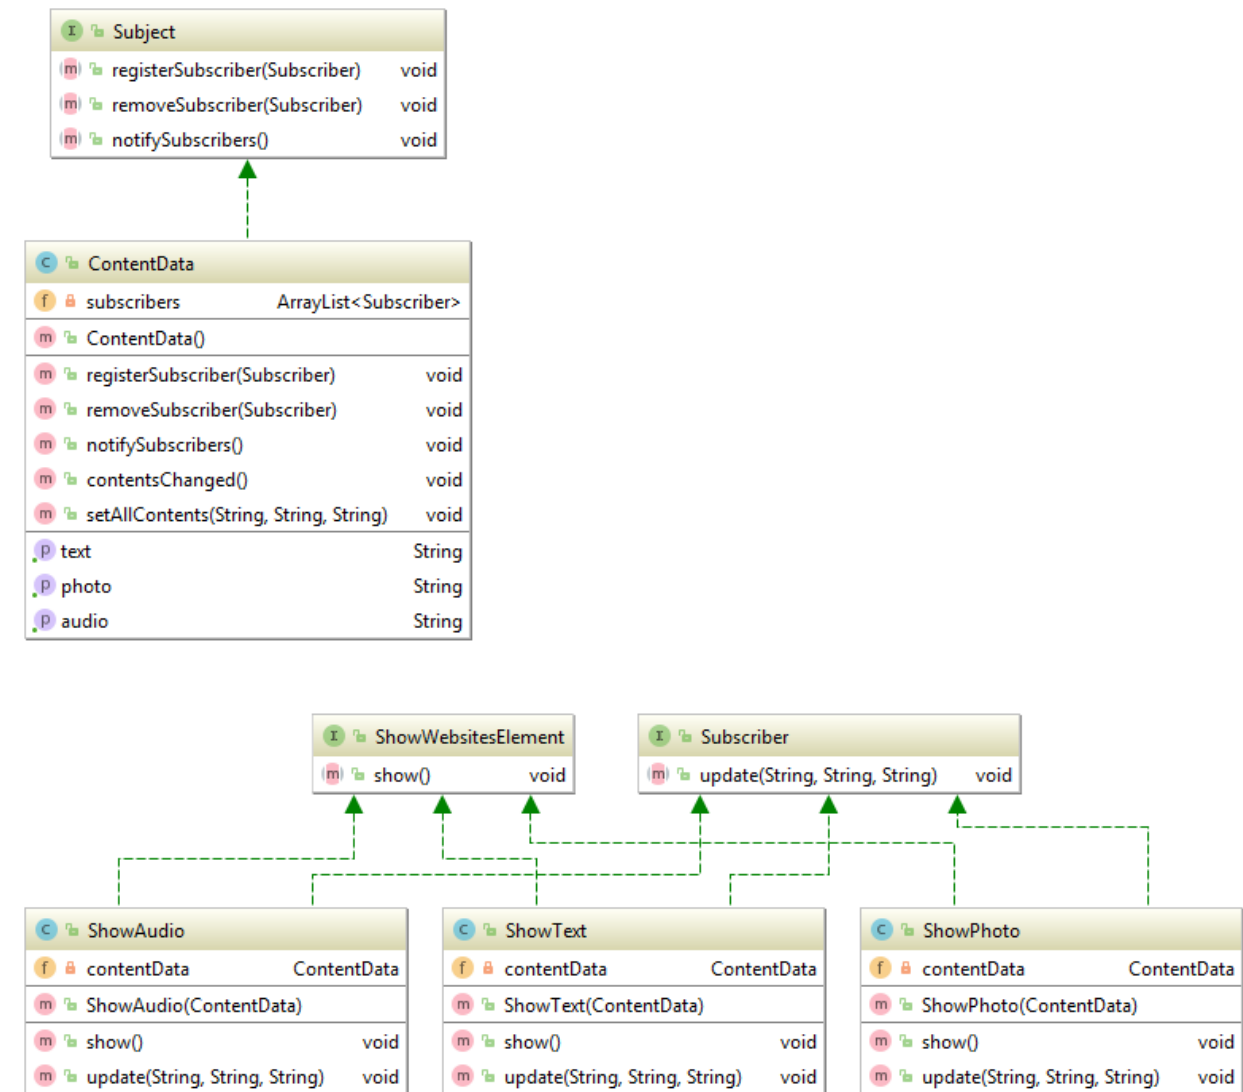 I Subject
m registerSubscriber(Subscriber) void
m removeSubscriber(Subscriber) void
m notifySubscribers() void
C ContentData
f subscribers ArrayList<Subscriber>
m ContentData()
m registerSubscriber(Subscriber) void
m removeSubscriber(Subscriber) void
m notifySubscribers() void
m contentsChanged() void
m setAllContents(String, String, String) void
p text String
p photo String
p audio String
I ShowWebsitesElement
m show() void
I Subscriber
m update(String, String, String) void
C ShowAudio
f contentData ContentData
m ShowAudio(ContentData)
m show() void
m update(String, String, String) void
C ShowText
f contentData ContentData
m ShowText(ContentData)
m show() void
m update(String, String, String) void
C ShowPhoto
f contentData ContentData
m ShowPhoto(ContentData)
m show() void
m update(String, String, String) void